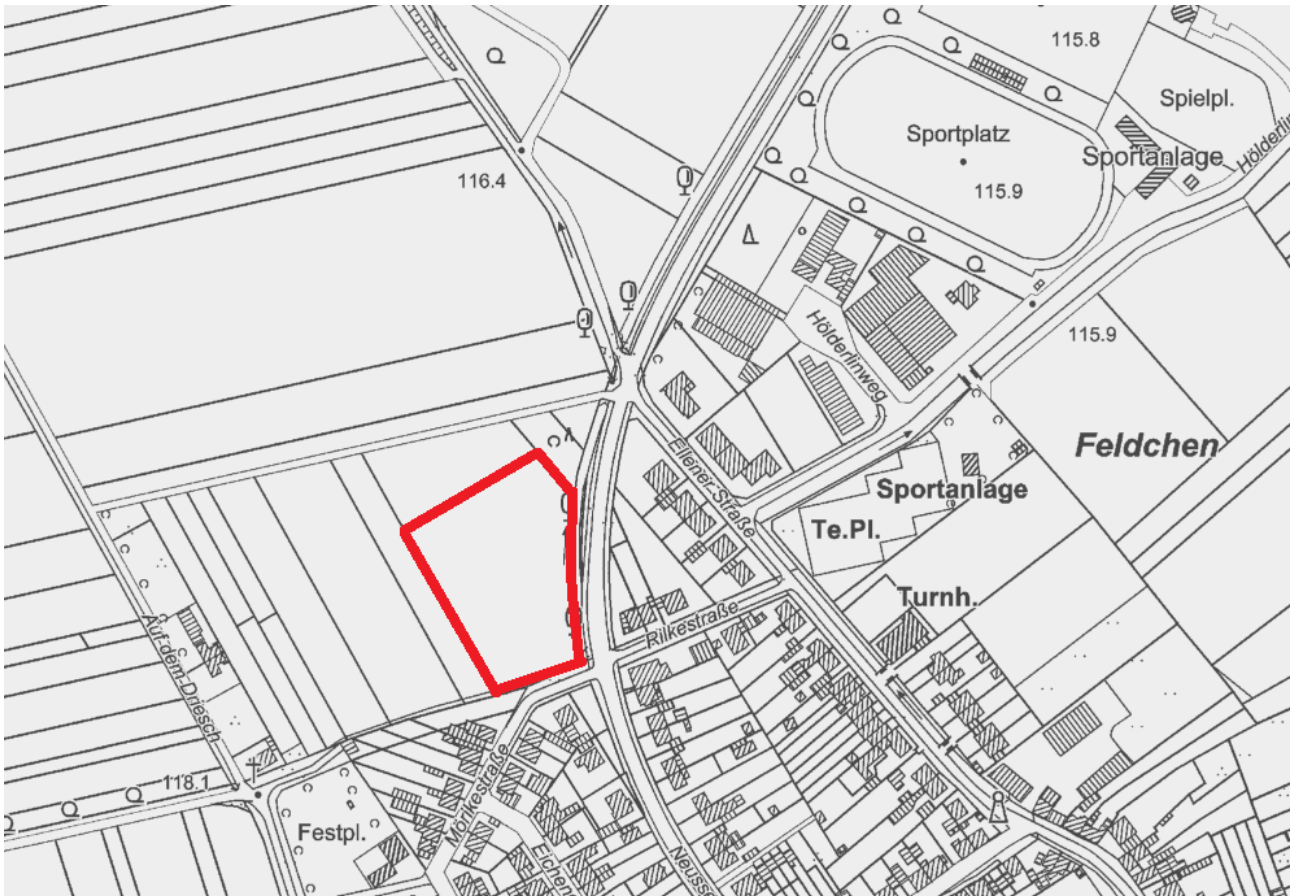 115.8
Spielpl.
Sportplatz
Sportanlage
116.4
115.9
Hölderlinweg
115.9
Feldchen
Ellener Straße
Sportanlage
Te.Pl.
Turnh.
Rilkestraße
Auf dem Driesch
118.1
Mörikestraße
Festpl.
Eichen